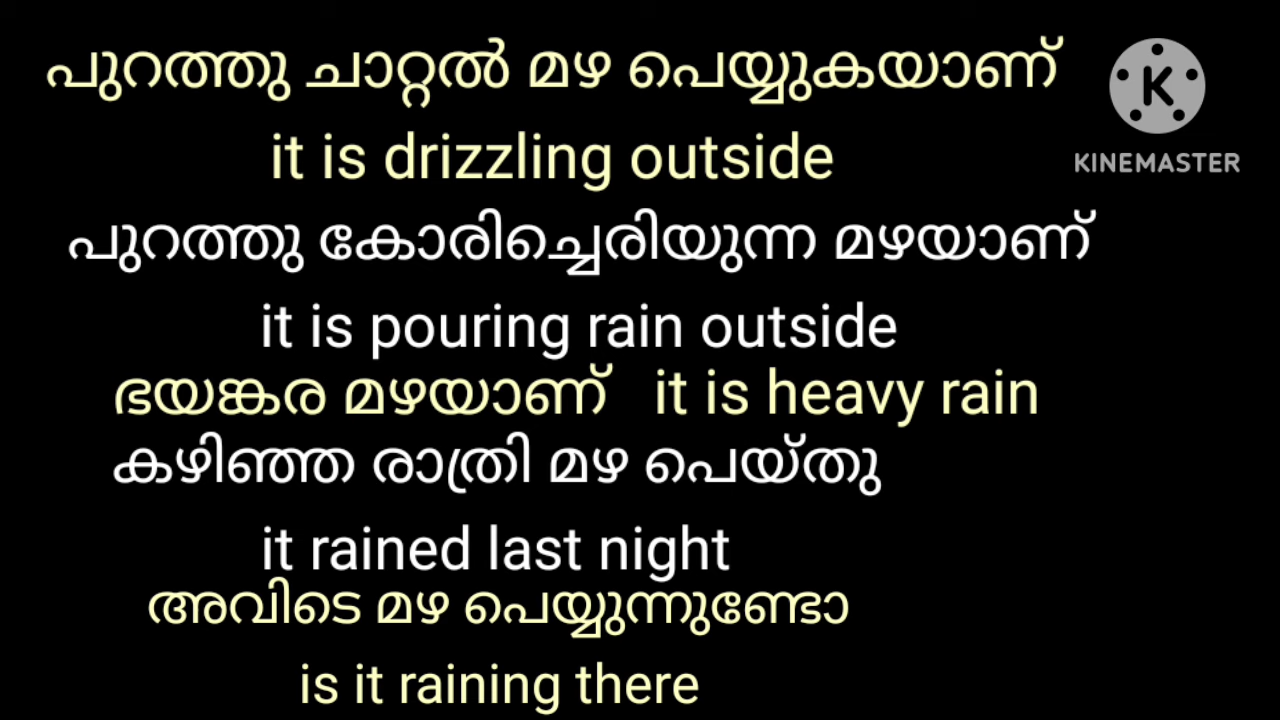 പുറത്തു ചാറ്റൽ മഴ പെയ്യുകയാണ്
it is drizzling outside
KINEMASTER
പുറത്തു കോരിച്ചെരിയുന്ന മഴയാണ്
it is pouring rain outside
ഭയങ്കര മഴയാണ് it is heavy rain
കഴിഞ്ഞ രാത്രി മഴ പെയ്തു
it rained last night
അവിടെ മഴ പെയ്യുന്നുണ്ടോ
is it raining there